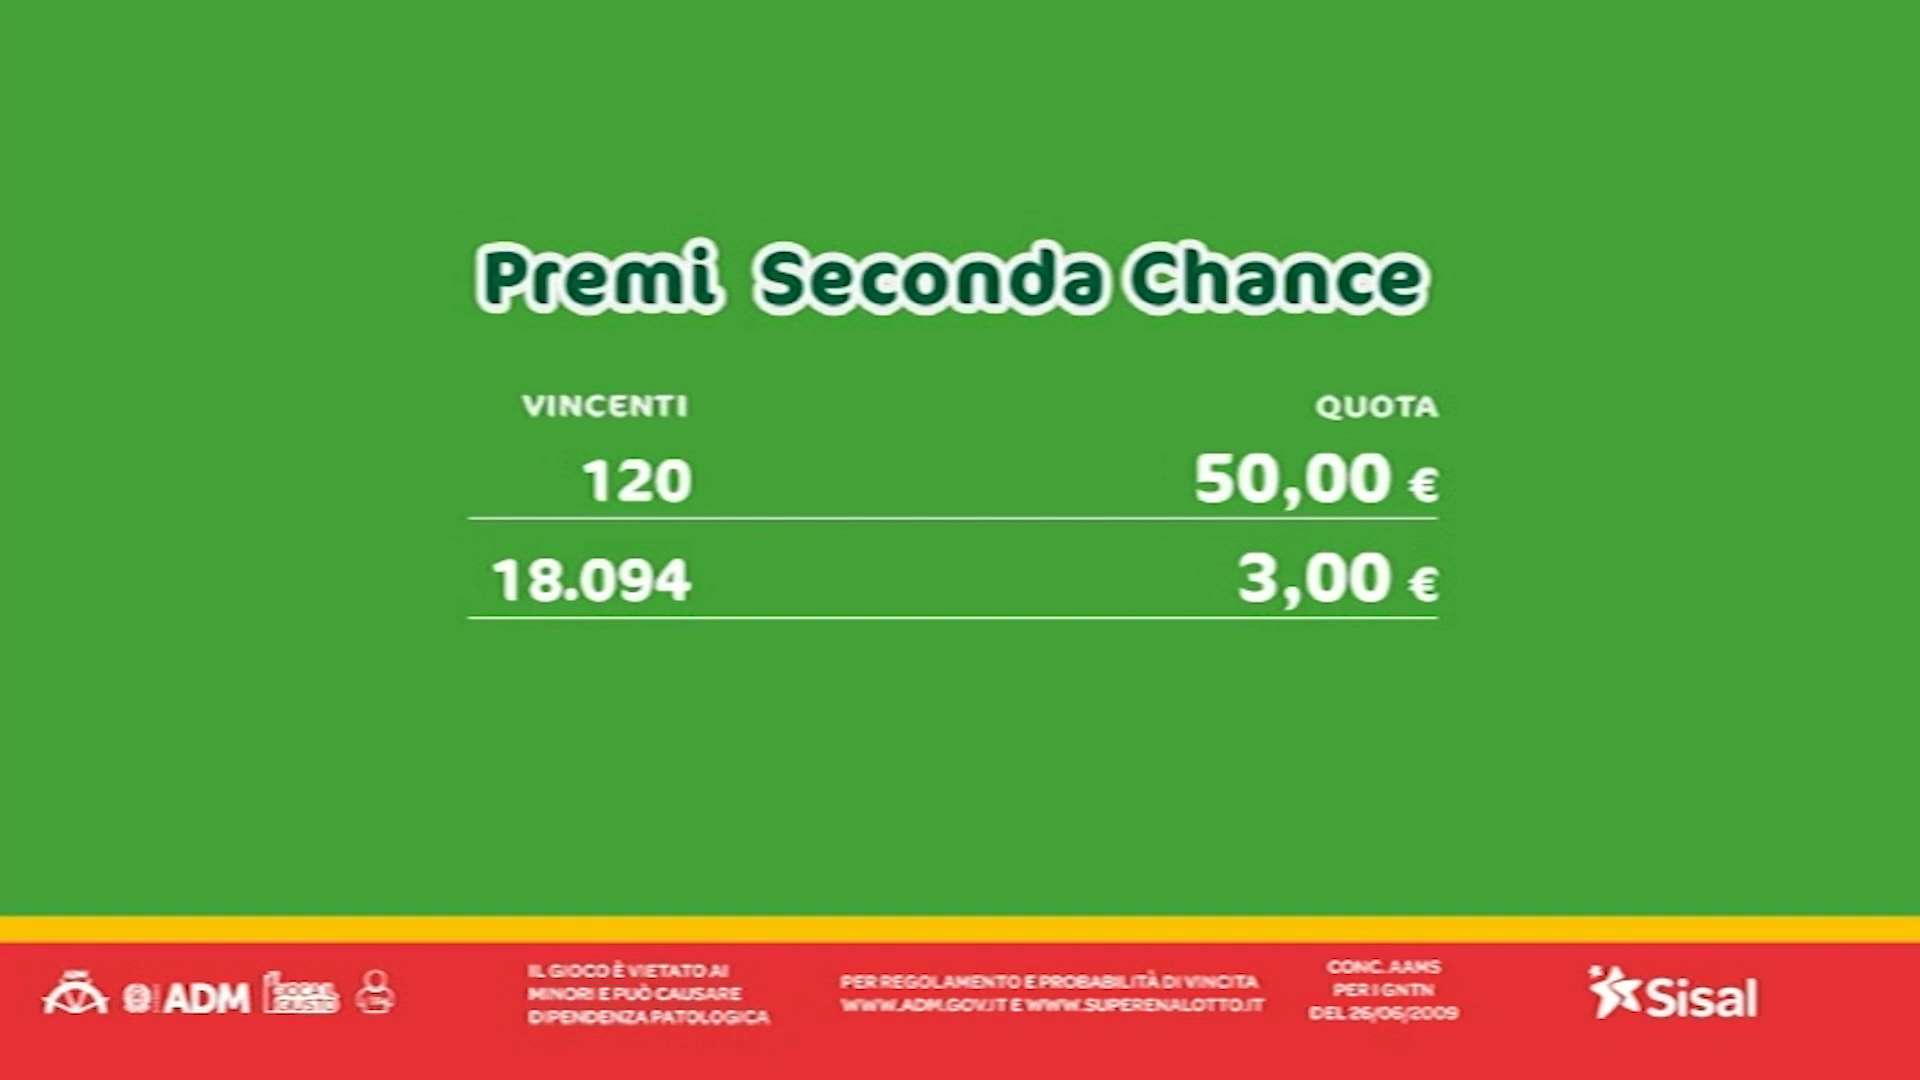 Premi Seconda Chance
VINCENTI QUOTA
120 50,00 €
18.094 3,00 €
IL GIOCO È VIETATO AI
MINORI E PUÒ CAUSARE
DIPENDENZA PATOLOGICA
PER REGOLAMENTO E PROBABILITÀ DI VINCITA
WWW.ADM.GOV.IT E WWW.SUPERENALOTTO.IT
CONC. AAMS
PER I GNTN
DEL 26/06/2009
ADM
Sisal